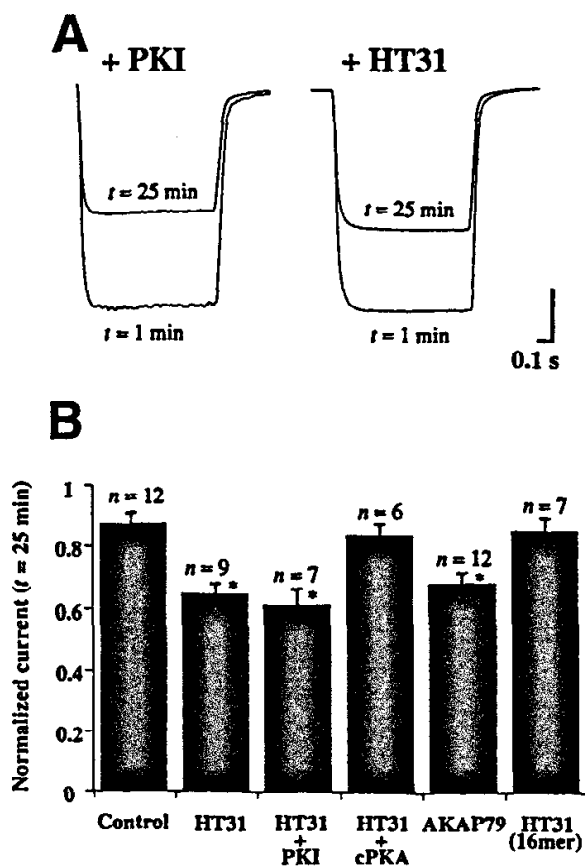 A
+ PKI
+ HT31
t = 25 min
t = 25 min
t = 1 min
t = 1 min
0.1 s
B
Normalized current (t = 25 min)
1
0.8
0.6
0.4
0.2
0
n = 12
n = 9
*
n = 7
*
n = 6
n = 12
*
n = 7
Control
HT31
HT31
+
PKI
HT31
+
cPKA
AKAP79
HT31
(16mer)